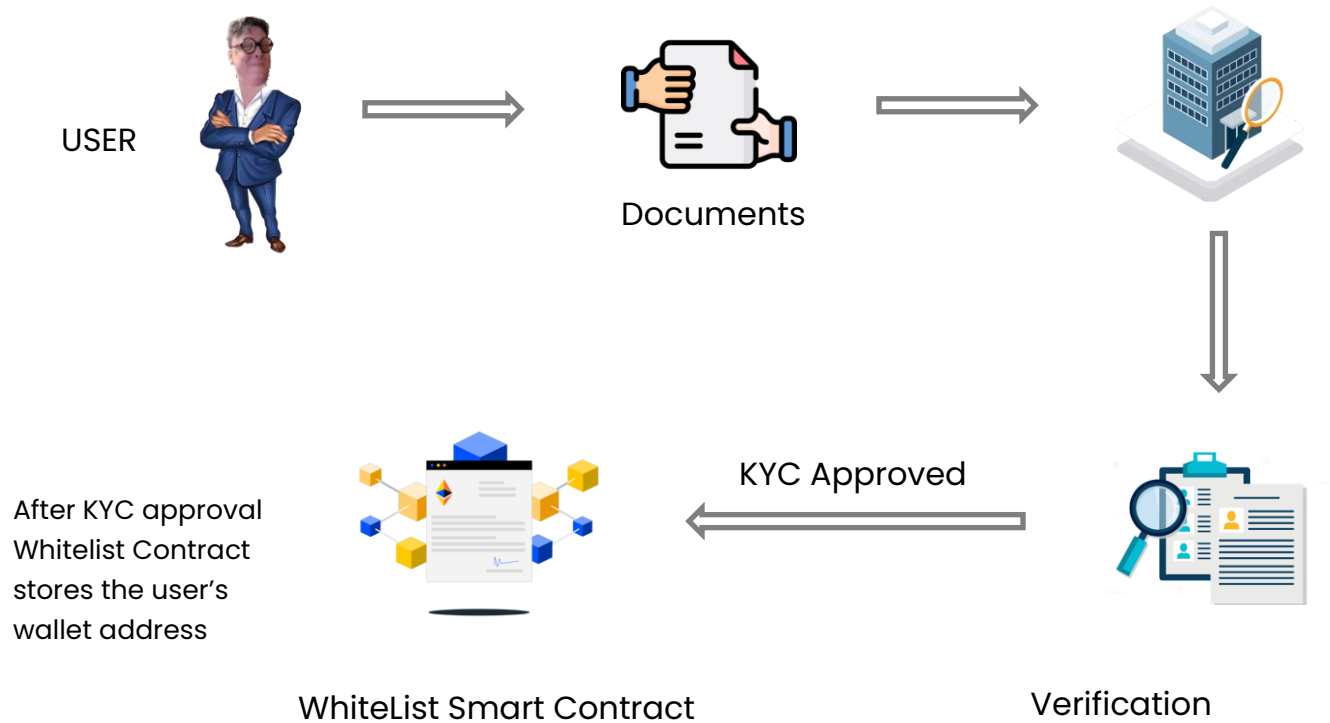 USER
Documents
KYC Approved
After KYC approval
Whitelist Contract
stores the user’s
wallet address
WhiteList Smart Contract
Verification